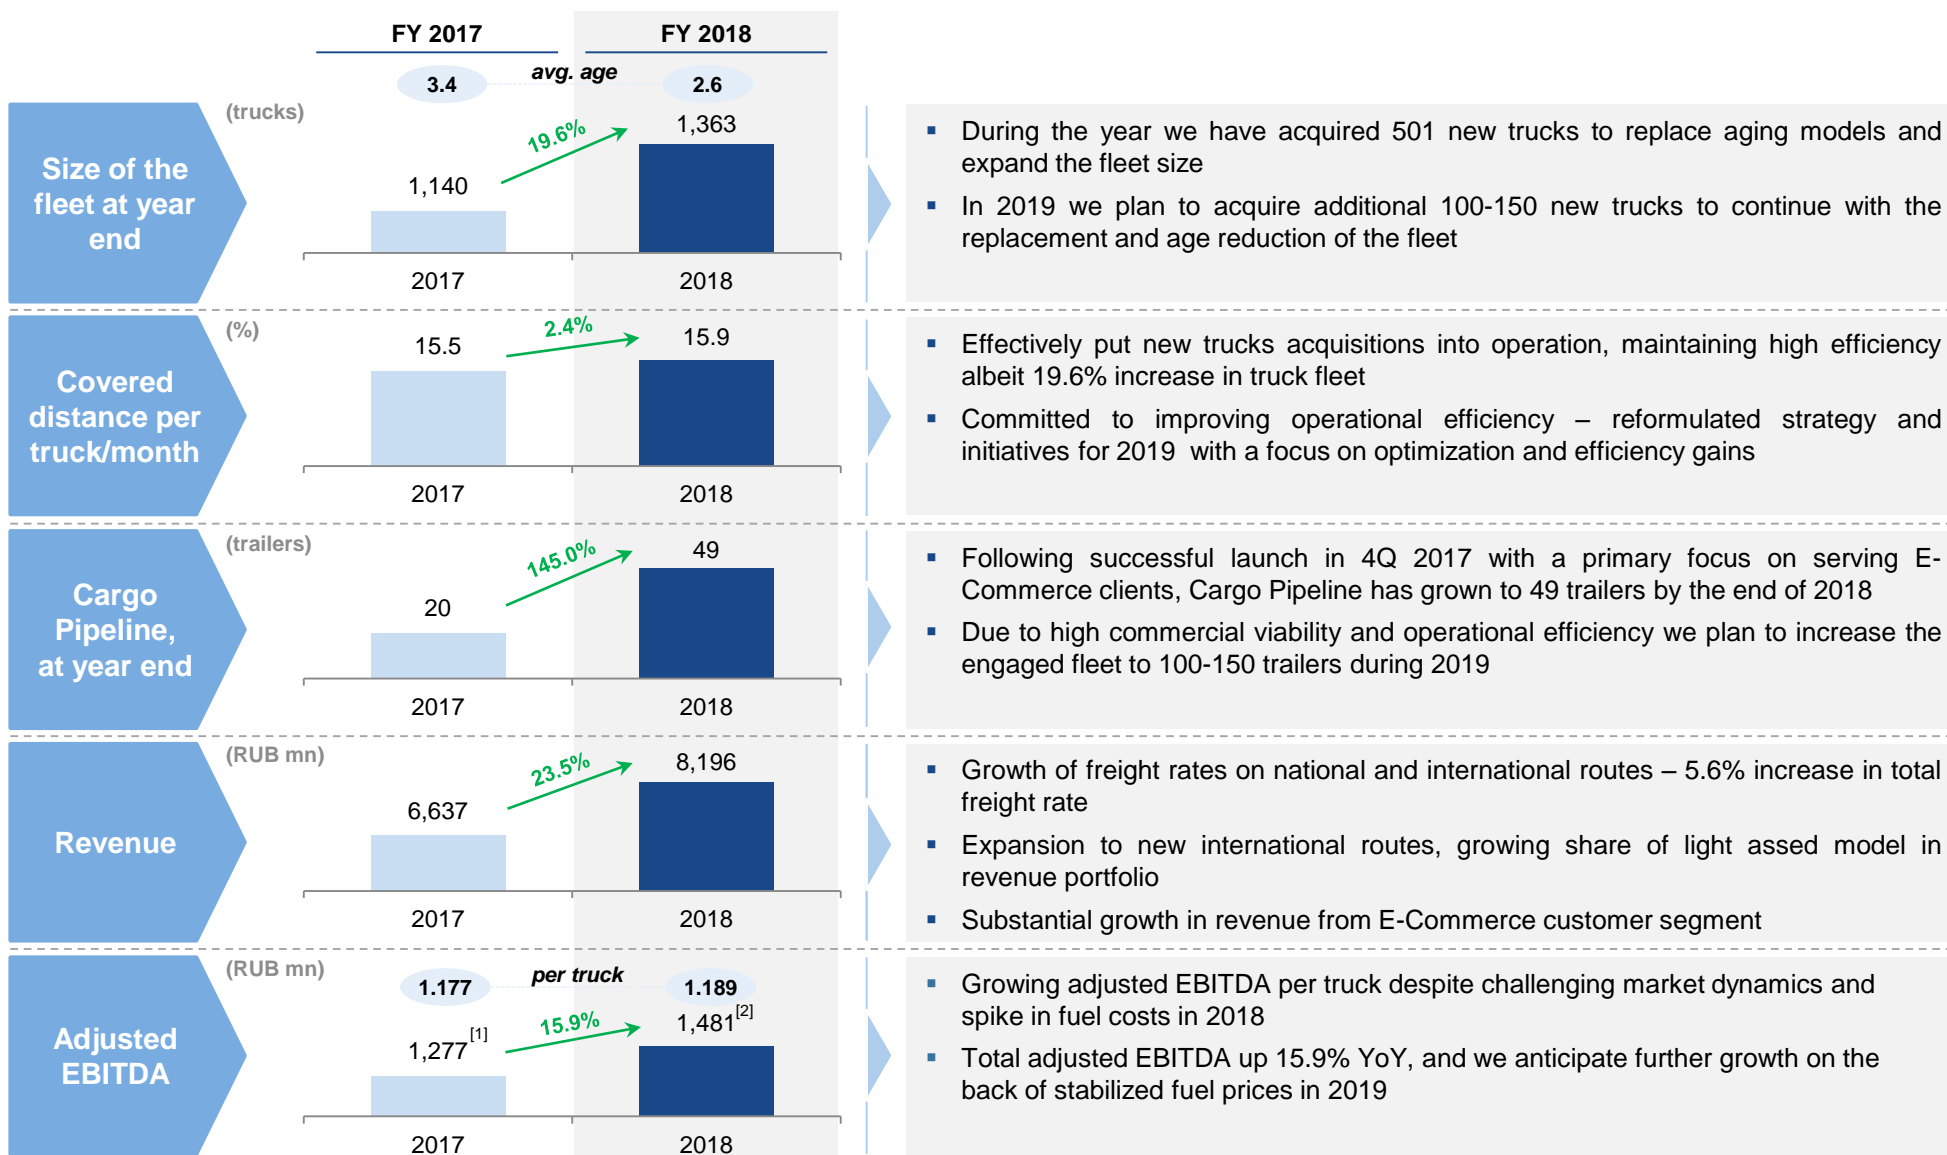 FY 2017
FY 2018
3.4
avg. age
2.6
Size of the
fleet at year
end
(trucks)
1,140
19.6%
1,363
2017
2018
▪ During the year we have acquired 501 new trucks to replace aging models and
expand the fleet size
▪ In 2019 we plan to acquire additional 100-150 new trucks to continue with the
replacement and age reduction of the fleet
Covered
distance per
truck/month
(%)
15.5
2.4%
15.9
2017
2018
▪ Effectively put new trucks acquisitions into operation, maintaining high efficiency
albeit 19.6% increase in truck fleet
▪ Committed to improving operational efficiency – reformulated strategy and
initiatives for 2019 with a focus on optimization and efficiency gains
Cargo
Pipeline,
at year end
(trailers)
20
145.0%
49
2017
2018
▪ Following successful launch in 4Q 2017 with a primary focus on serving E-
Commerce clients, Cargo Pipeline has grown to 49 trailers by the end of 2018
▪ Due to high commercial viability and operational efficiency we plan to increase the
engaged fleet to 100-150 trailers during 2019
Revenue
(RUB mn)
6,637
23.5%
8,196
2017
2018
▪ Growth of freight rates on national and international routes – 5.6% increase in total
freight rate
▪ Expansion to new international routes, growing share of light assed model in
revenue portfolio
▪ Substantial growth in revenue from E-Commerce customer segment
Adjusted
EBITDA
(RUB mn)
1.177
per truck
1.189
1,277[1]
15.9%
1,481[2]
2017
2018
▪ Growing adjusted EBITDA per truck despite challenging market dynamics and
spike in fuel costs in 2018
▪ Total adjusted EBITDA up 15.9% YoY, and we anticipate further growth on the
back of stabilized fuel prices in 2019